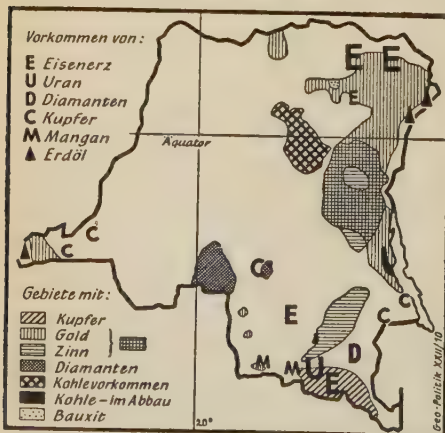 Vorkommen von:
E Eisenerz
U Uran
D Diamanten
C Kupfer
M Mangan
▲ Erdöl
E E
E
Äquator
C
C
C
C
C
E
D
M M U
E
Gebiete mit:
Kupfer
Gold
Zinn
Diamanten
Kohlevorkommen
Kohle-im Abbau
Bauxit
20°
Geo-Politik XXII/10